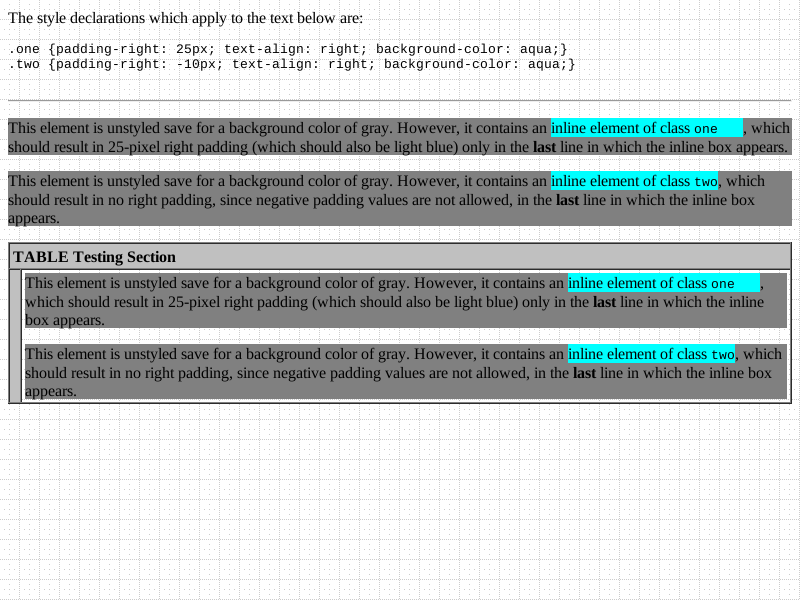 The style declarations which apply to the text below are:
.one {padding-right: 25px; text-align: right; background-color: aqua;}
.two {padding-right: -10px; text-align: right; background-color: aqua;}
This element is unstyled save for a background color of gray. However, it contains an inline element of class one, which
should result in 25-pixel right padding (which should also be light blue) only in the last line in which the inline box appears.
This element is unstyled save for a background color of gray. However, it contains an inline element of class two, which
should result in no right padding, since negative padding values are not allowed, in the last line in which the inline box
appears.
TABLE Testing Section
This element is unstyled save for a background color of gray. However, it contains an inline element of class one,
which should result in 25-pixel right padding (which should also be light blue) only in the last line in which the inline
box appears.
This element is unstyled save for a background color of gray. However, it contains an inline element of class two, which
should result in no right padding, since negative padding values are not allowed, in the last line in which the inline box
appears.